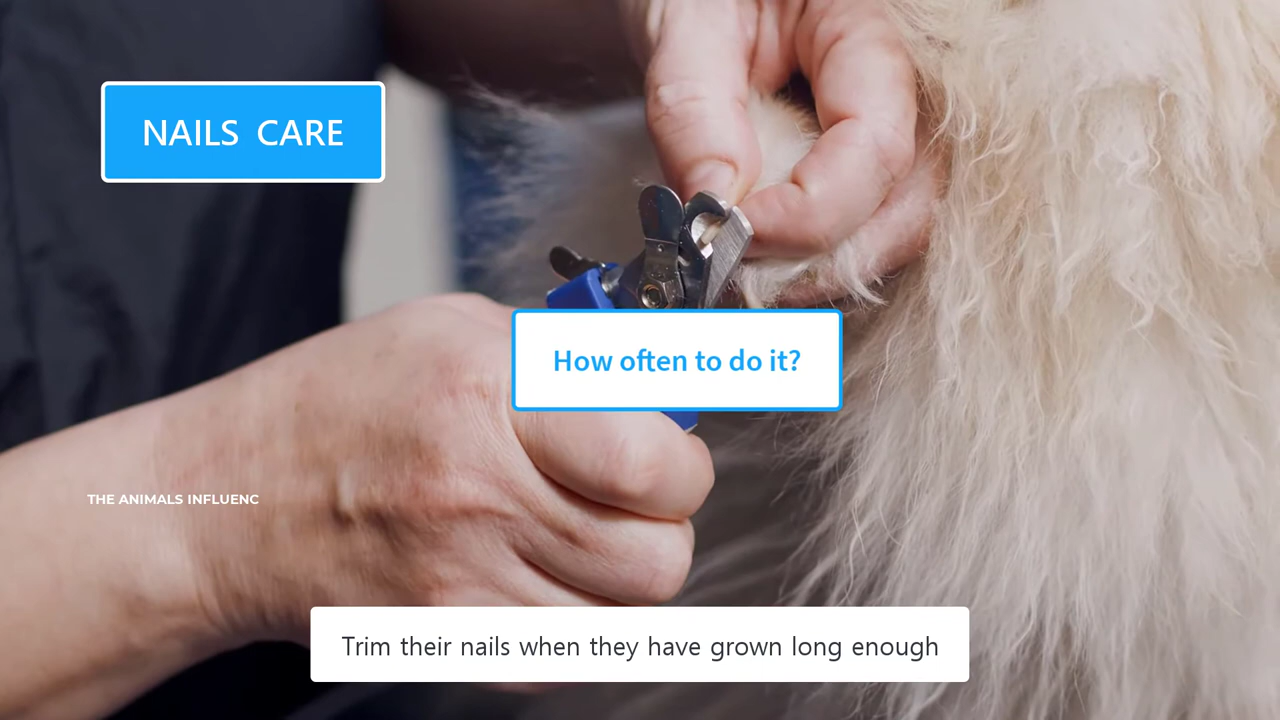 NAILS CARE
How often to do it?
THE ANIMALS INFLUENC
Trim their nails when they have grown long enough